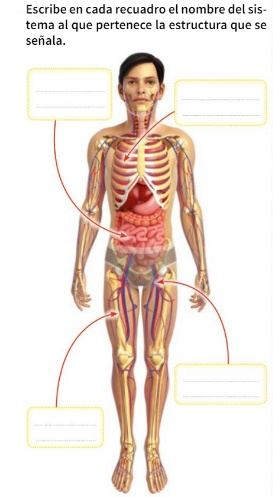 Escribe en cada recuadro el nombre del sis-
tema al que pertenece la estructura que se
señala.